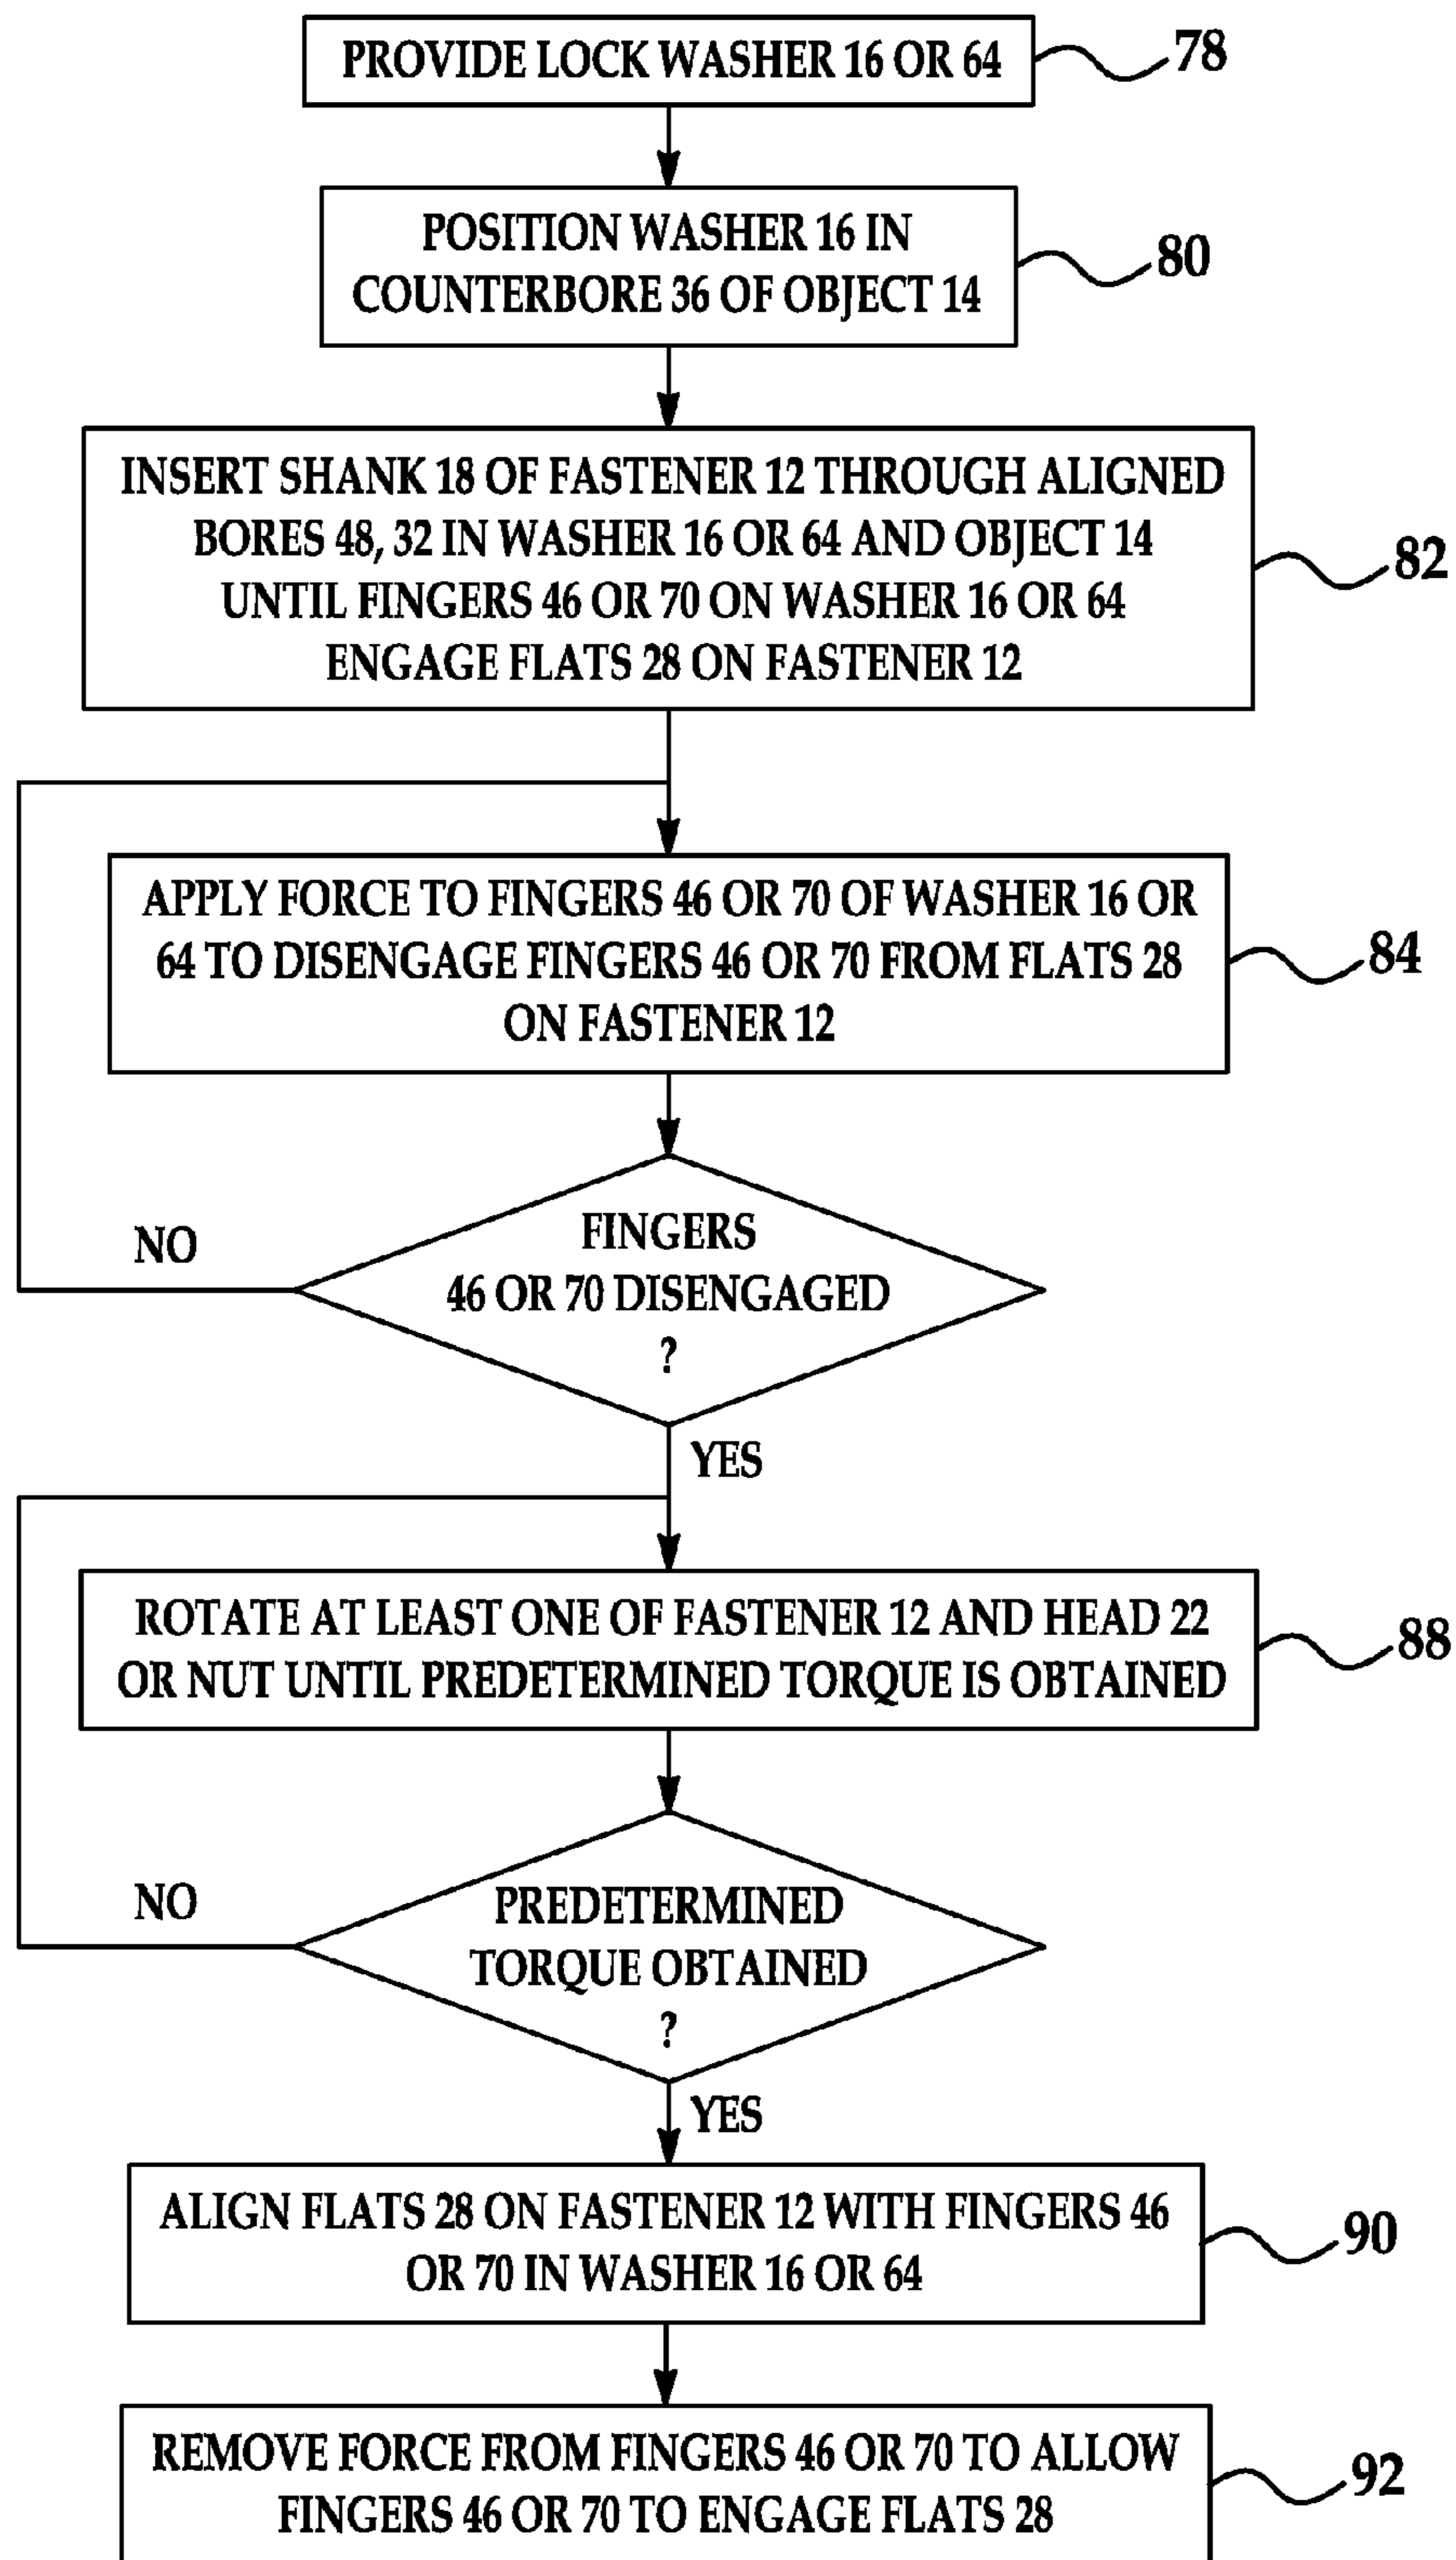 PROVIDE LOCK WASHER 16 OR 64
78
POSITION WASHER 16 IN
COUNTERBORE 36 OF OBJECT 14
80
INSERT SHANK 18 OF FASTENER 12 THROUGH ALIGNED
BORES 48, 32 IN WASHER 16 OR 64 AND OBJECT 14
UNTIL FINGERS 46 OR 70 ON WASHER 16 OR 64
ENGAGE FLATS 28 ON FASTENER 12
82
APPLY FORCE TO FINGERS 46 OR 70 OF WASHER 16 OR
64 TO DISENGAGE FINGERS 46 OR 70 FROM FLATS 28
ON FASTENER 12
84
FINGERS
46 OR 70 DISENGAGED
?
NO
YES
ROTATE AT LEAST ONE OF FASTENER 12 AND HEAD 22
OR NUT UNTIL PREDETERMINED TORQUE IS OBTAINED
88
PREDETERMINED
TORQUE OBTAINED
?
NO
YES
ALIGN FLATS 28 ON FASTENER 12 WITH FINGERS 46
OR 70 IN WASHER 16 OR 64
90
REMOVE FORCE FROM FINGERS 46 OR 70 TO ALLOW
FINGERS 46 OR 70 TO ENGAGE FLATS 28
92